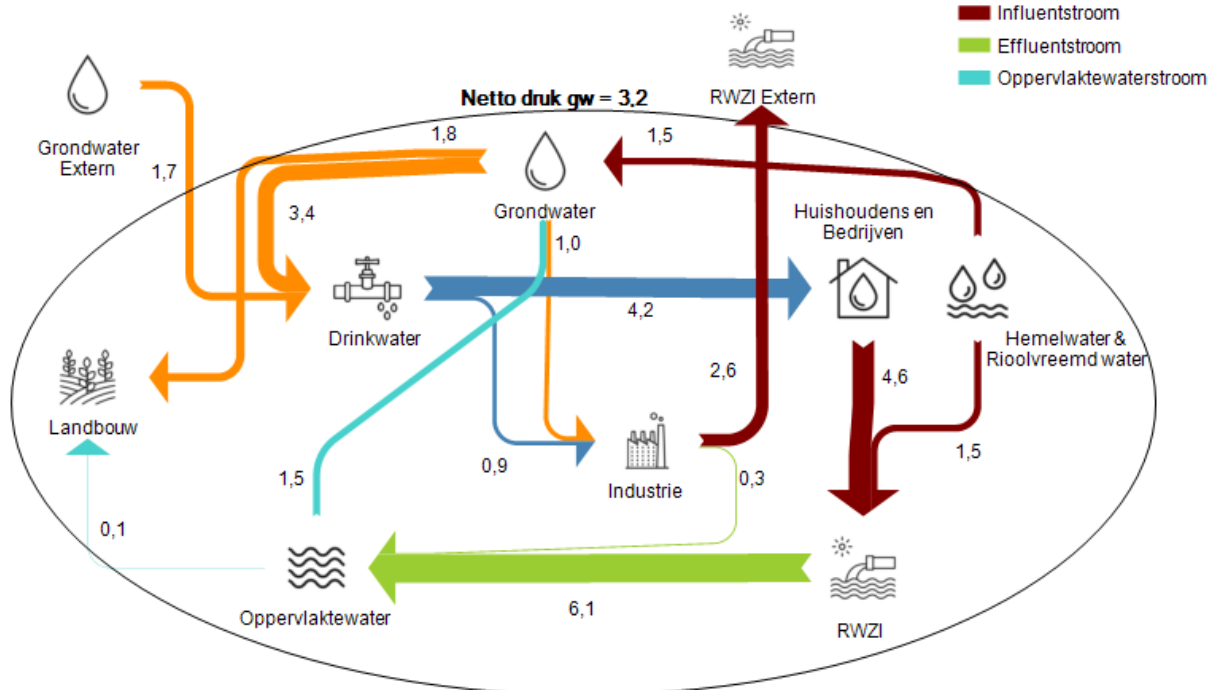 Influentstroom
Effluentstroom
Oppervlaktewaterstroom
RWZI Extern
Netto druk gw = 3,2
Grondwater
Extern
1,7
1,8
1,5
3,4
Grondwater
1,0
Huishoudens en
Bedrijven
Drinkwater
4,2
Hemelwater &
Rioolvreemd water
2,6
4,6
Landbouw
0,9
1,5
Industrie
0,3
1,5
0,1
Oppervlaktewater
6,1
RWZI